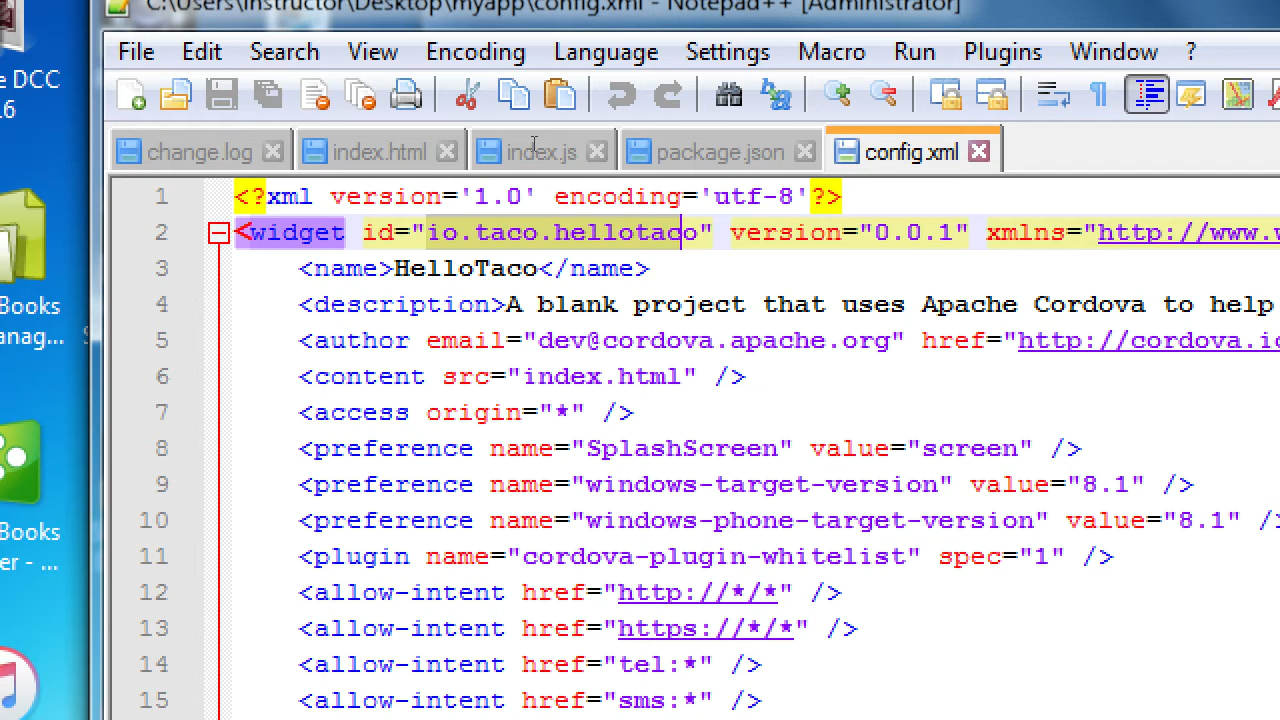 C:\Users\Instructor\Desktop\myapp\config.xml - Notepad++ [Administrator]
File Edit Search View Encoding Language Settings Macro Run Plugins Window ?
change.log index.html index.js package.json config.xml
1 <?xml version='1.0' encoding='utf-8'?>
2 <widget id="io.taco.hellotaco" version="0.0.1" xmlns="http://www.
3 <name>HelloTaco</name>
4 <description>A blank project that uses Apache Cordova to help
5 <author email="dev@cordova.apache.org" href="http://cordova.io
6 <content src="index.html" />
7 <access origin="*" />
8 <preference name="SplashScreen" value="screen" />
9 <preference name="windows-target-version" value="8.1" />
10 <preference name="windows-phone-target-version" value="8.1" />
11 <plugin name="cordova-plugin-whitelist" spec="1" />
12 <allow-intent href="http://*/*" />
13 <allow-intent href="https://*/*" />
14 <allow-intent href="tel:*" />
15 <allow-intent href="sms:*" />
e DCC
16
Books
anag...
Books
er - ...